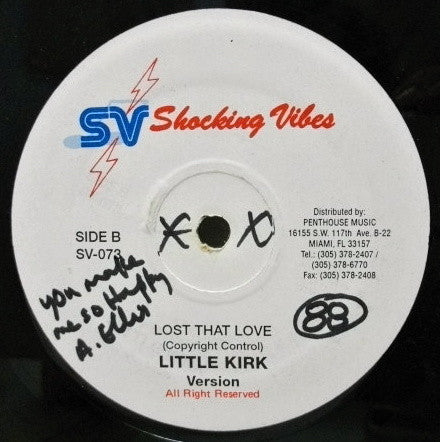 SV Shocking Vibes
SIDE B
SV-073
Distributed by:
PENTHOUSE MUSIC
16155 S.W. 117th Ave. B-22
MIAMI, FL 33157
Tel.: (305) 378-2407 /
(305) 378-6770
Fax: (305) 378-2408
X X
you make
me so
A. Ellis
88
LOST THAT LOVE
(Copyright Control)
LITTLE KIRK
Version
All Right Reserved